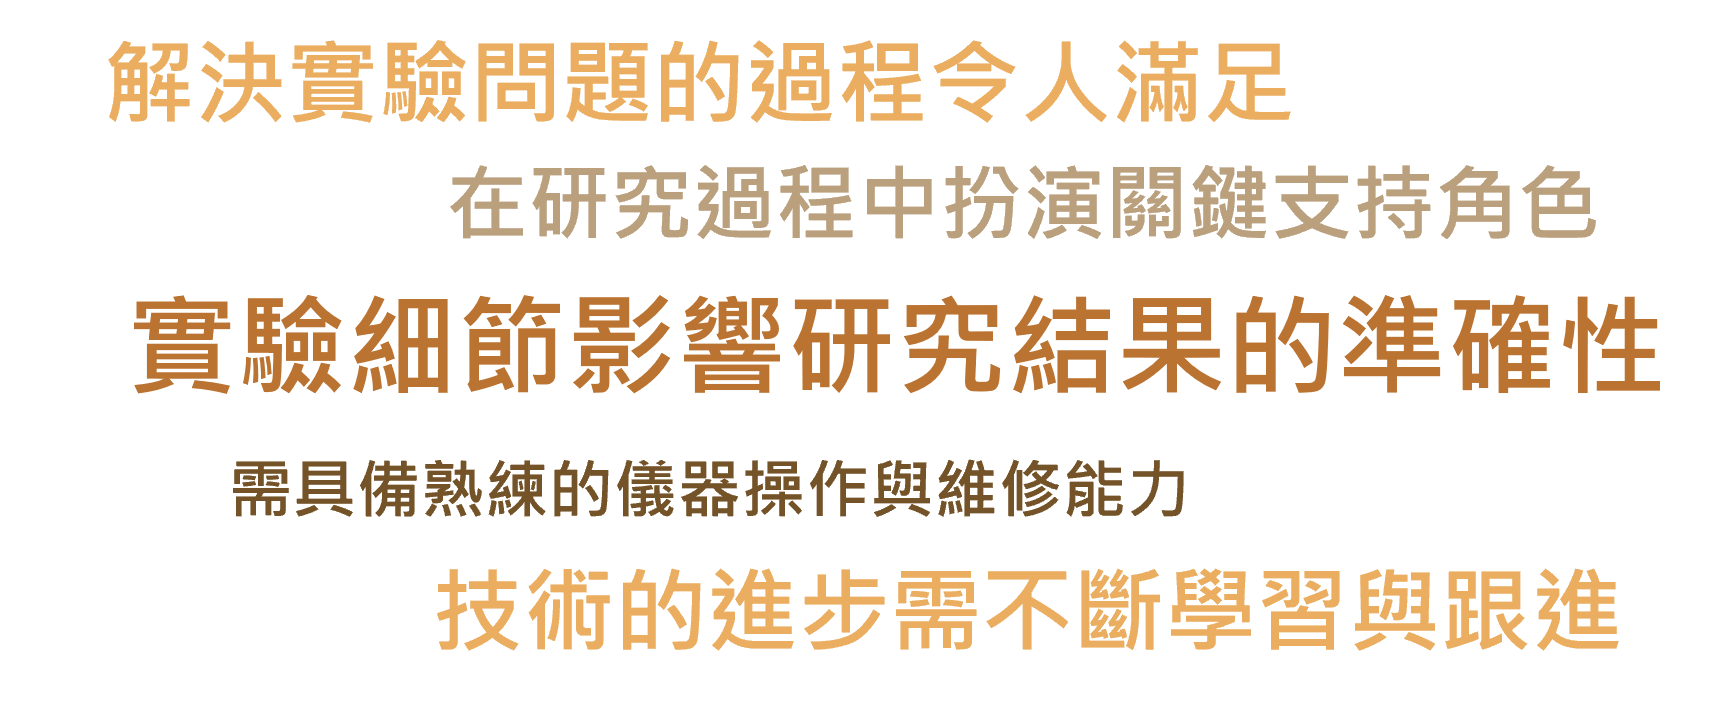 解決實驗問題的過程令人滿足
在研究過程中扮演關鍵支持角色
實驗細節影響研究結果的準確性
需具備熟練的儀器操作與維修能力
技術的進步需不斷學習與跟進